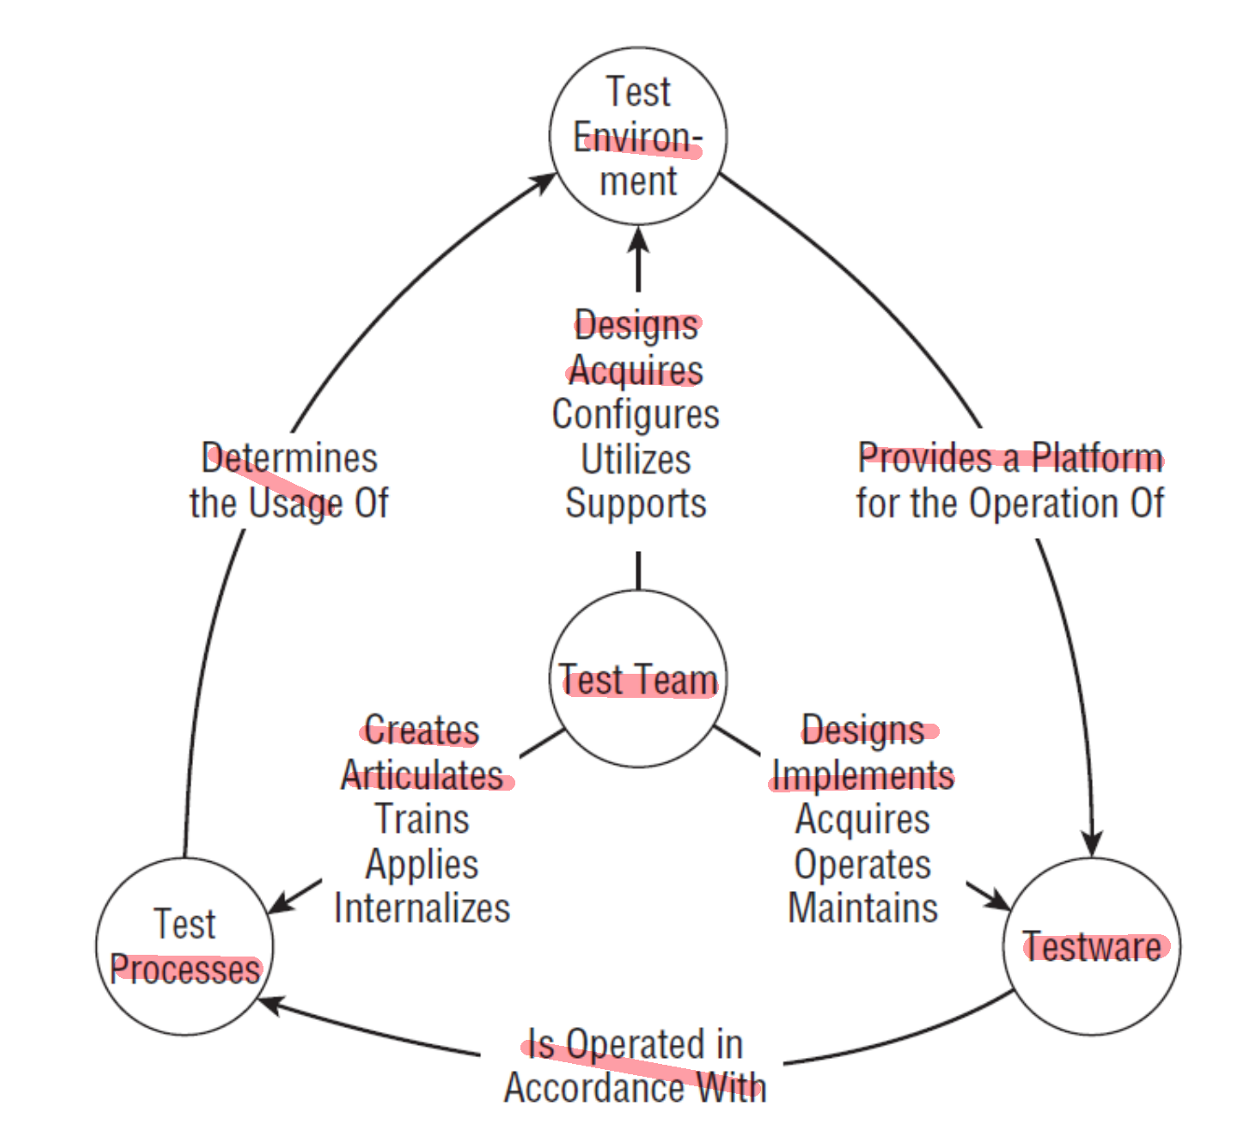 Test
Environ-
ment
Designs
Acquires
Configures
Utilizes
Supports
Determines
the Usage Of
Provides a Platform
for the Operation Of
Test Team
Creates
Articulates
Trains
Applies
Internalizes
Designs
Implements
Acquires
Operates
Maintains
Test
Processes
Testware
Is Operated in
Accordance With